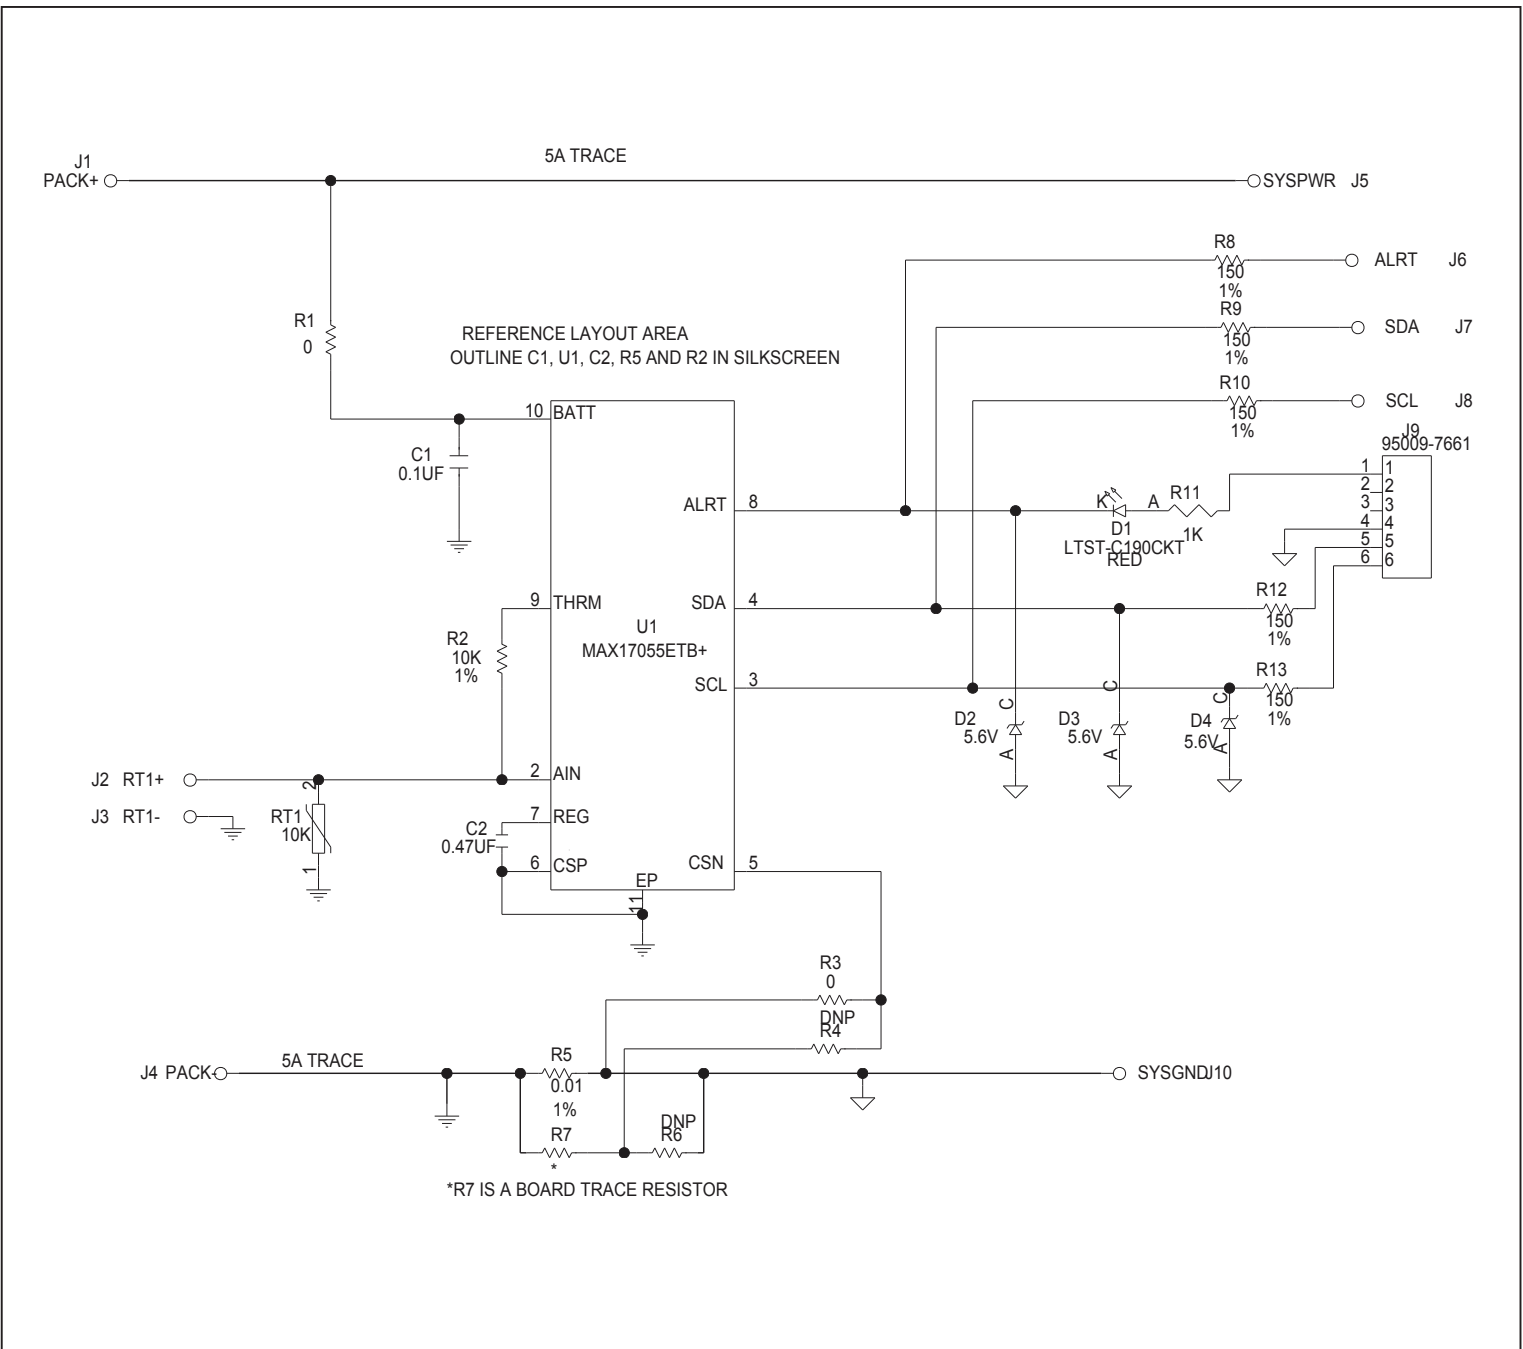 5A TRACE
J1
PACK+
SYSPWR J5
R8
150
1%
ALRT J6
R9
150
1%
SDA J7
R1
0
REFERENCE LAYOUT AREA
OUTLINE C1, U1, C2, R5 AND R2 IN SILKSCREEN
R10
150
1%
SCL J8
10 BATT
C1
0.1UF
J9
95009-7661
1 1
2 2
3 3
4 4
5 5
6 6
ALRT 8
K A R11
D1 1K
LTST-C190CKT
RED
9 THRM
SDA 4
R12
150
1%
U1
MAX17055ETB+
R2
10K
1%
SCL 3
R13
150
1%
C
C
C
D2
5.6V
A
D3
5.6V
A
D4
5.6V
A
J2 RT1+
2 AIN
2
J3 RT1-
RT1
10K
1
7 REG
C2
0.47UF
6 CSP
CSN 5
EP
11
R3
0
DNP
R4
J4 PACK-
5A TRACE
R5
0.01
1%
SYSGND J10
DNP
R7
R6
*
*R7 IS A BOARD TRACE RESISTOR